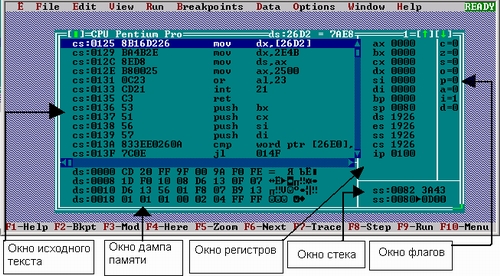 E File Edit View Run Breakpoints Data Options Window Help READY
[■]=CPU Pentium Pro ds:26D2 = 7AE8 1=[↑][↓]
cs:0125 8B16D226 mov dx,[26D2] ax 0000 c=0
cs:0129 BA4B2E mov dx,2E4B bx 0000 z=0
cs:012C 8ED8 mov ds,ax cx 0000 s=0
cs:012E B80025 mov ax,2500 dx 0000 o=0
cs:0131 0C23 or al,23 si 0000 p=0
cs:0133 CD21 int 21 di 0000 a=0
cs:0135 C3 ret bp 0000 i=1
cs:0136 53 push bx sp 0080 d=0
cs:0137 51 push cx ds 1926
cs:0138 56 push si es 1926
cs:0139 57 push di ss 1926
cs:013A 833EE0260A cmp word ptr [26E0], cs 1926
cs:013F 7C0E jl 014F ip 0100
ds:0000 CD 20 FF 9F 00 9A F0 FE
ds:0008 1D F0 10 08 D6 13 0F 07
ds:0010 D6 13 56 01 F8 07 B9 13 ss:0082 3A43
ds:0018 01 01 01 00 02 04 FF FF ss:0080▶0D00
F1-Help F2-Bkpt F3-Mod F4-Here F5-Zoom F6-Next F7-Trace F8-Step F9-Run F10-Menu
Окно исходного текста
Окно дампа памяти
Окно регистров
Окно стека
Окно флагов